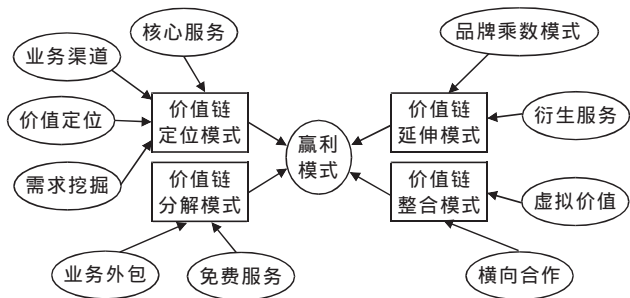 核心服务
品牌乘数模式
业务渠道
价值链
定位模式
价值链
延伸模式
衍生服务
价值定位
赢利
模式
需求挖掘
价值链
分解模式
价值链
整合模式
虚拟价值
业务外包
免费服务
横向合作